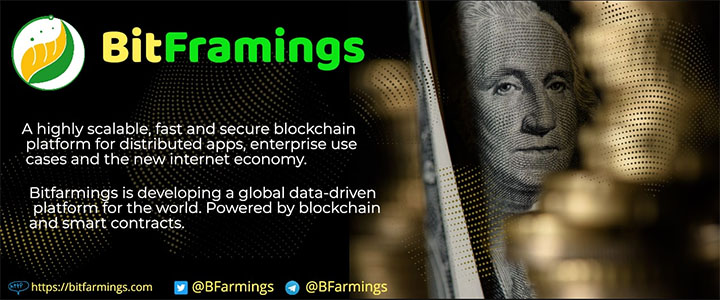 BitFramings
A highly scalable, fast and secure blockchain
platform for distributed apps, enterprise use
cases and the new internet economy.
Bitfarmings is developing a global data-driven
platform for the world. Powered by blockchain
and smart contracts.
https://bitfarmings.com @BFarmings @BFarmings